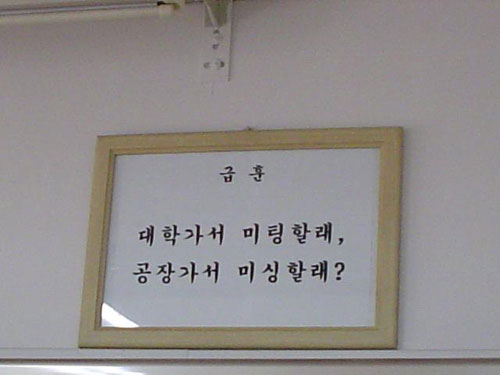 급 훈
대학가서 미팅할래,
공장가서 미싱할래?